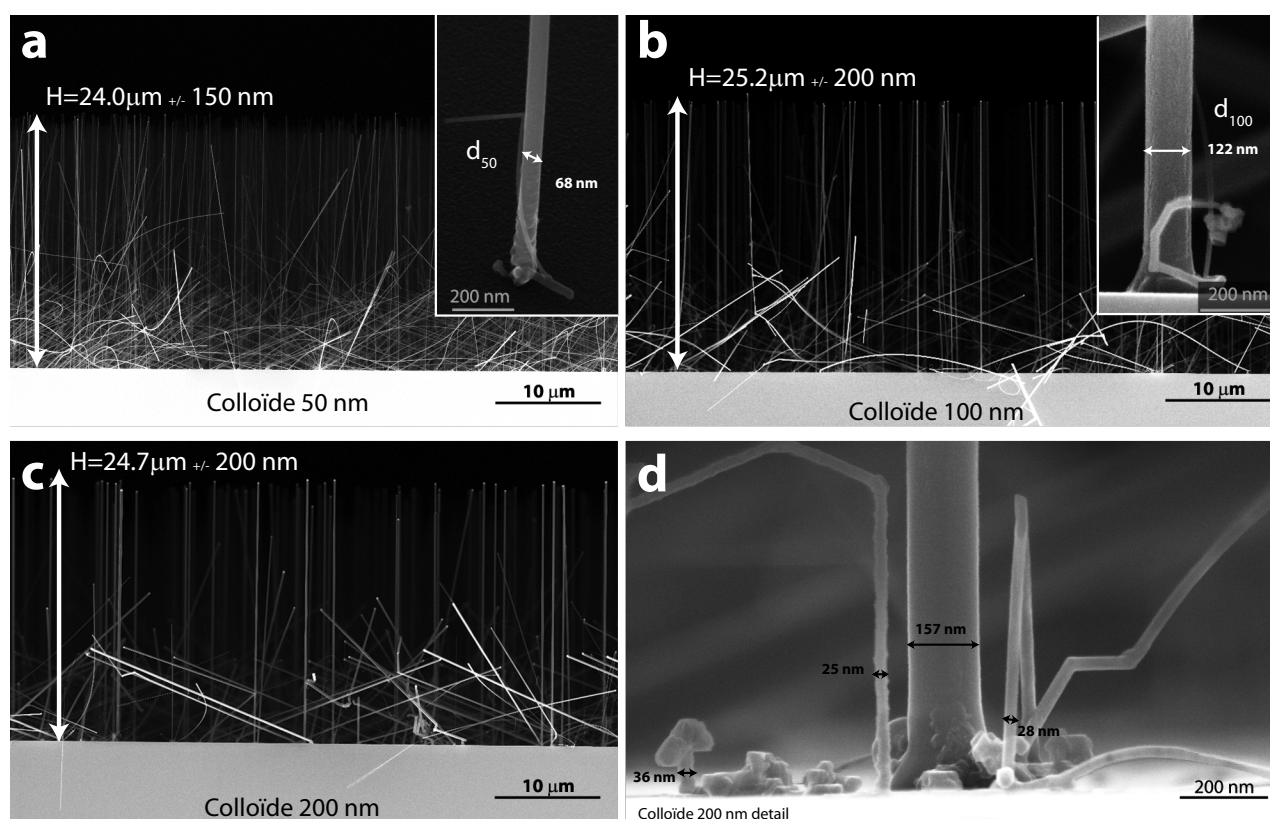 a
H=24.0μm +/- 150 nm
d50
68 nm
200 nm
10 μm
Colloïde 50 nm
b
H=25.2μm +/- 200 nm
d100
122 nm
200 nm
10 μm
Colloïde 100 nm
c
H=24.7μm +/- 200 nm
10 μm
Colloïde 200 nm
d
157 nm
25 nm
28 nm
36 nm
200 nm
Colloïde 200 nm detail